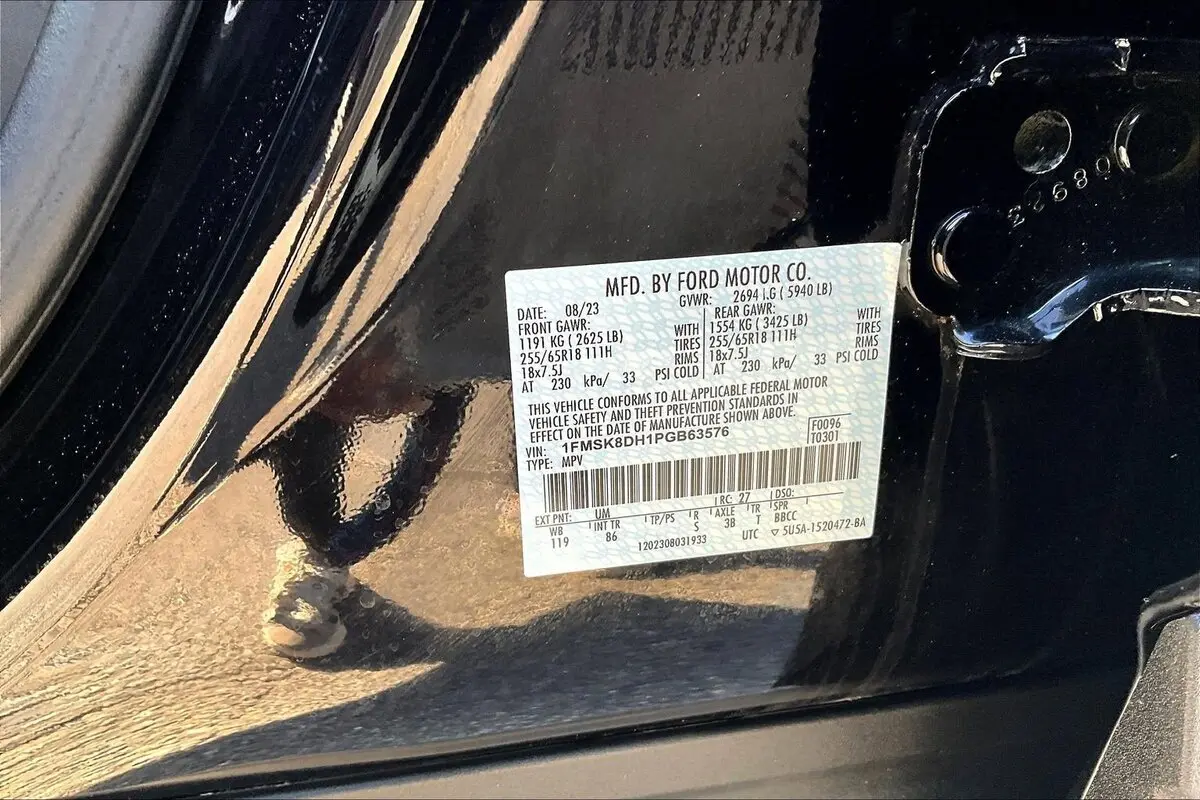 MFD. BY FORD MOTOR CO.
DATE: 08/23 GVWR: 2694 KG ( 5940 LB)
FRONT GAWR: WITH REAR GAWR: WITH
1191 KG ( 2625 LB) TIRES 1554 KG ( 3425 LB) TIRES
255/65R18 111H RIMS 255/65R18 111H RIMS
18x7.5J PSI COLD 18x7.5J PSI COLD
AT 230 kPa/ 33 AT 230 kPa/ 33
THIS VEHICLE CONFORMS TO ALL APPLICABLE FEDERAL MOTOR
VEHICLE SAFETY AND THEFT PREVENTION STANDARDS IN
EFFECT ON THE DATE OF MANUFACTURE SHOWN ABOVE.
VIN: 1FMSK8DH1PGB63576 F0096
TYPE: MPV T0301
EXT PNT: UM RC: 27 DSO:
WB INT TR TP/PS R AXLE TR SPR
119 86 S 3B T BBCC
1202308031933 UTC ▽ 5U5A-1520472-BA